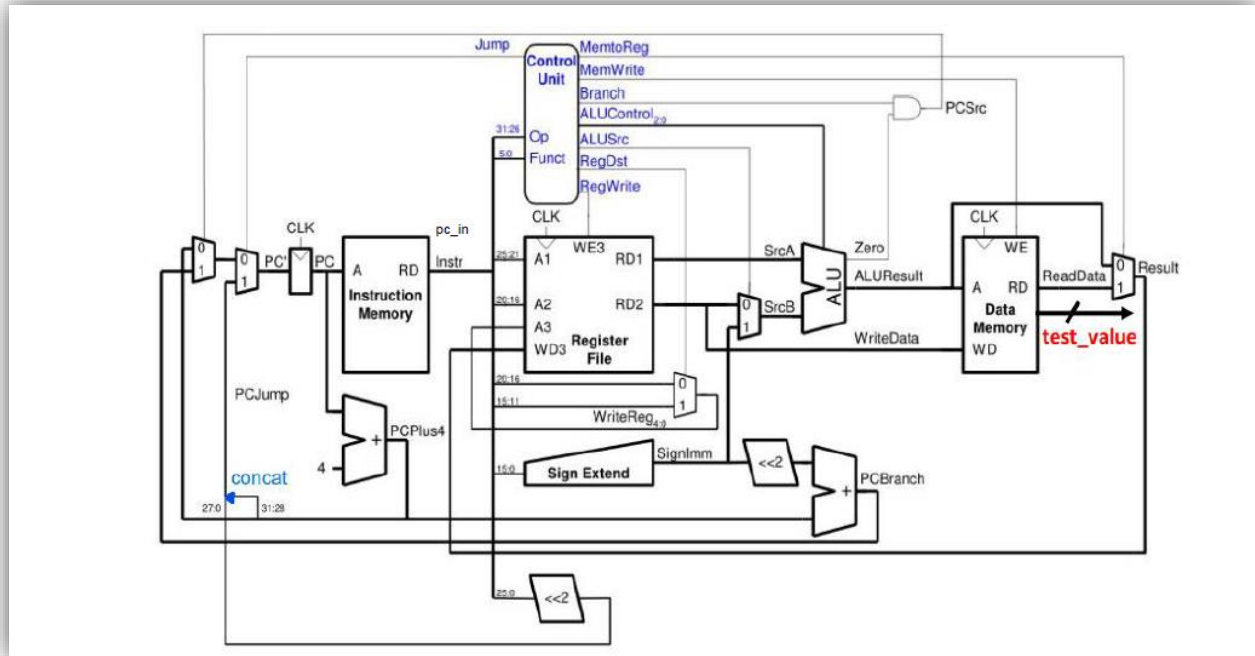 Jump
Control
Unit
MemtoReg
MemWrite
Branch
ALUControl2:0
ALUSrc
RegDst
RegWrite
31:26
Op
5:0
Funct
PCSrc
CLK
CLK
CLK
0
1
0
1
PC'
PC
A
RD
Instruction
Memory
pc_in
Instr
25:21
A1
WE3
RD1
20:16
A2
RD2
A3
WD3
Register
File
SrcA
0
1
SrcB
ALU
Zero
ALUResult
WriteData
WE
A
RD
Data
Memory
WD
ReadData
0
1
Result
test_value
20:16
0
15:11
1
WriteReg4:0
PCJump
PCPlus4
+
4
concat
27:0
31:28
15:0
Sign Extend
SignImm
<<2
+
PCBranch
25:0
<<2